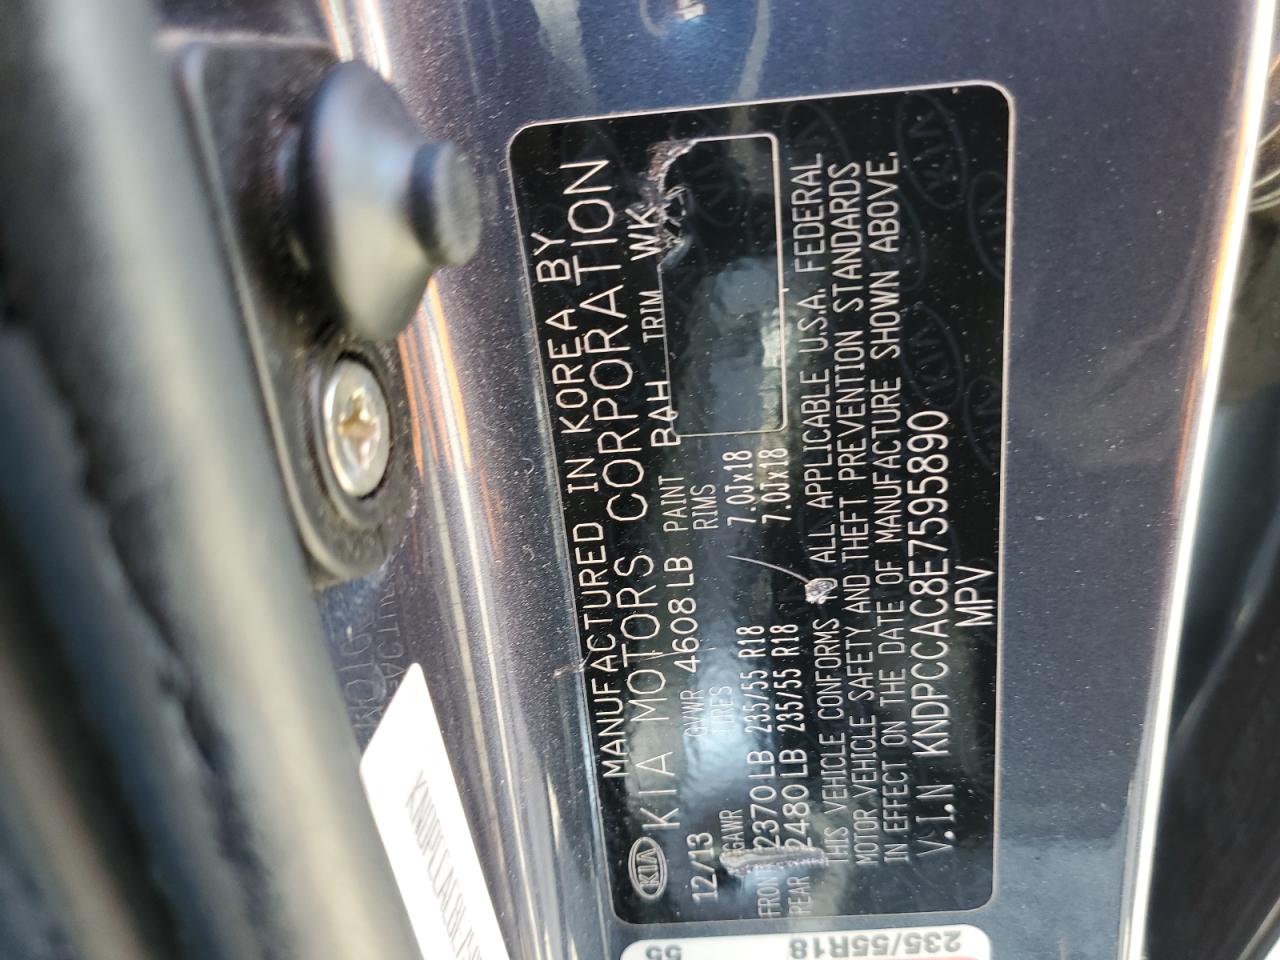 MANUFACTURED IN KOREA BY
KIA KIA MOTORS CORPORATION
12/13 GVWR 4608 LB PAINT BAH TRIM WK
GAWR TIRES RIMS
FRONT 2370 LB 235/55 R18 7.0Jx18
REAR 2480 LB 235/55 R18 7.0Jx18
THIS VEHICLE CONFORMS TO ALL APPLICABLE U.S.A. FEDERAL
MOTOR VEHICLE SAFETY AND THEFT PREVENTION STANDARDS
IN EFFECT ON THE DATE OF MANUFACTURE SHOWN ABOVE.
V.I.N KNDPCCAC8E7595890
MPV
235/55R18
55